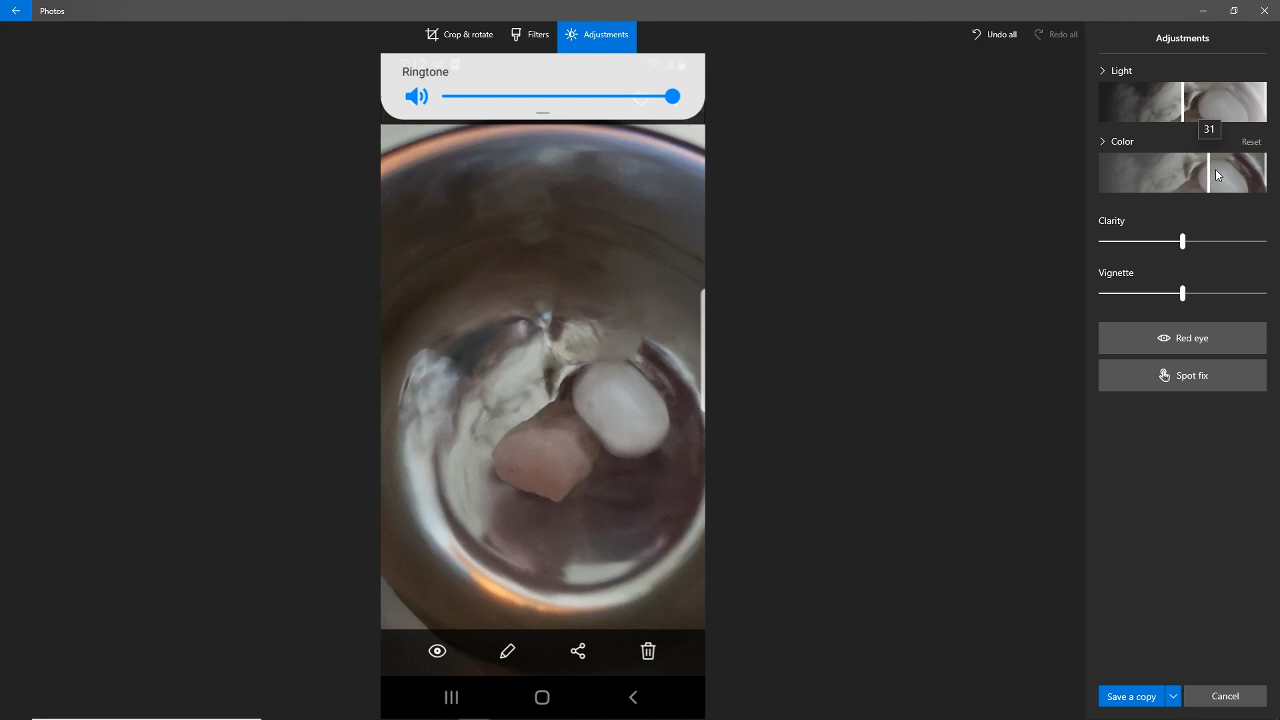 Photos
Crop & rotate
Filters
Adjustments
Undo all
Redo all
Adjustments
Ringtone
Light
31
Color
Reset
Clarity
Vignette
Red eye
Spot fix
Save a copy
Cancel